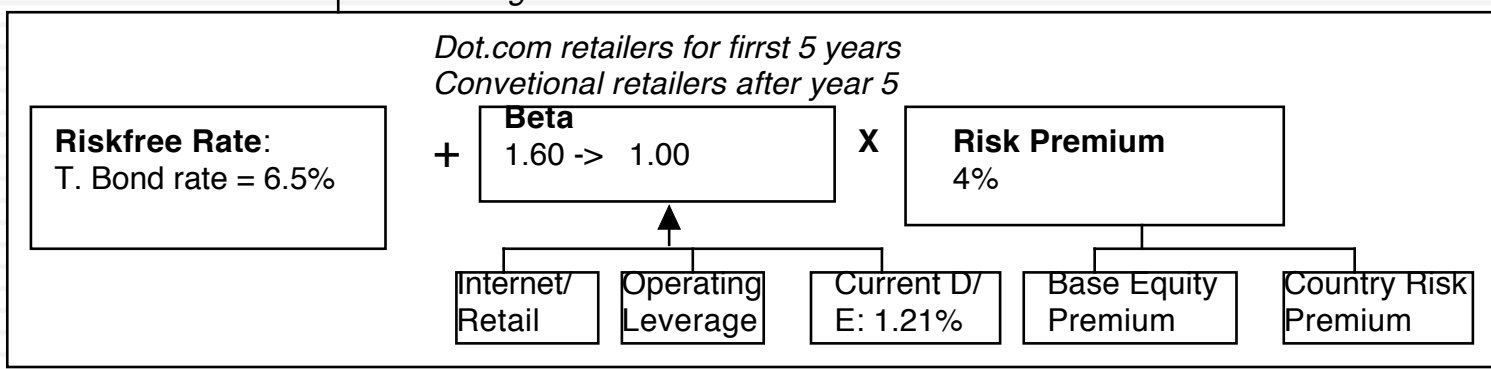 Dot.com retailers for firrst 5 years
Convetional retailers after year 5
Riskfree Rate:
T. Bond rate = 6.5%
+
Beta
1.60 -> 1.00
X
Risk Premium
4%
Internet/
Retail
Operating
Leverage
Current D/
E: 1.21%
Base Equity
Premium
Country Risk
Premium